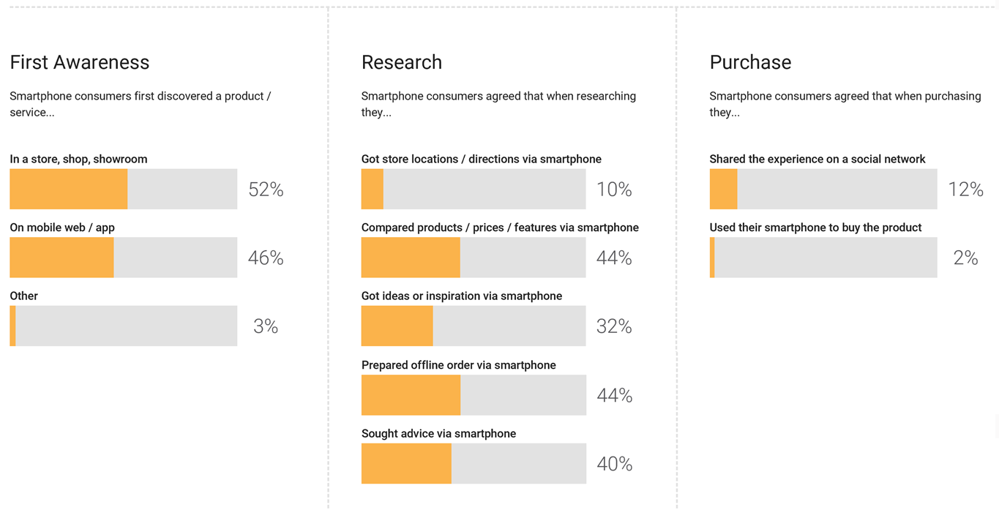 First Awareness
Smartphone consumers first discovered a product /
service...
In a store, shop, showroom
52%
On mobile web / app
46%
Other
3%
Research
Smartphone consumers agreed that when researching
they...
Got store locations / directions via smartphone
10%
Compared products / prices / features via smartphone
44%
Got ideas or inspiration via smartphone
32%
Prepared offline order via smartphone
44%
Sought advice via smartphone
40%
Purchase
Smartphone consumers agreed that when purchasing
they...
Shared the experience on a social network
12%
Used their smartphone to buy the product
2%